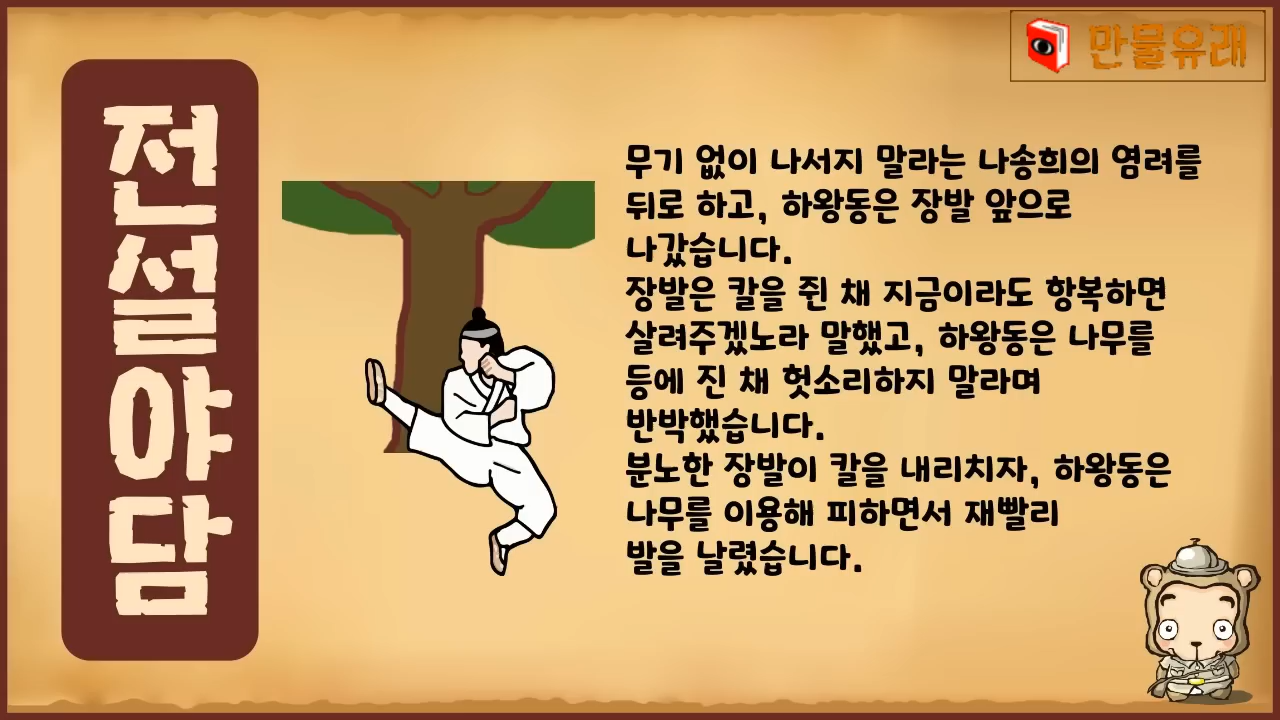 만물유래
전설야담
무기 없이 나서지 말라는 나송희의 염려를
뒤로 하고, 하왕동은 장발 앞으로
나갔습니다.
장발은 칼을 쥔 채 지금이라도 항복하면
살려주겠노라 말했고, 하왕동은 나무를
등에 진 채 헛소리하지 말라며
반박했습니다.
분노한 장발이 칼을 내리치자, 하왕동은
나무를 이용해 피하면서 재빨리
발을 날렸습니다.